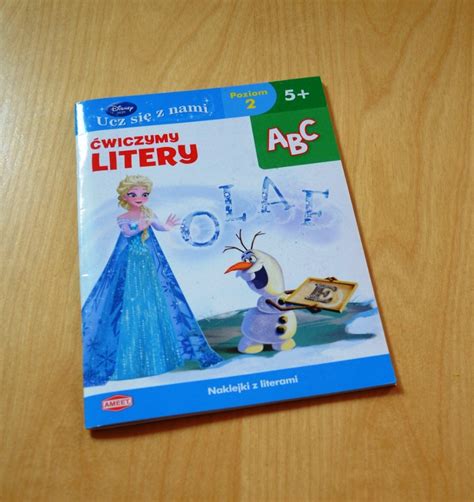 Disney
Ucz się z nami
Poziom
2
5+
ĆWICZYMY
LITERY
ABC
OLAF
E
Naklejki z literami
AMEET